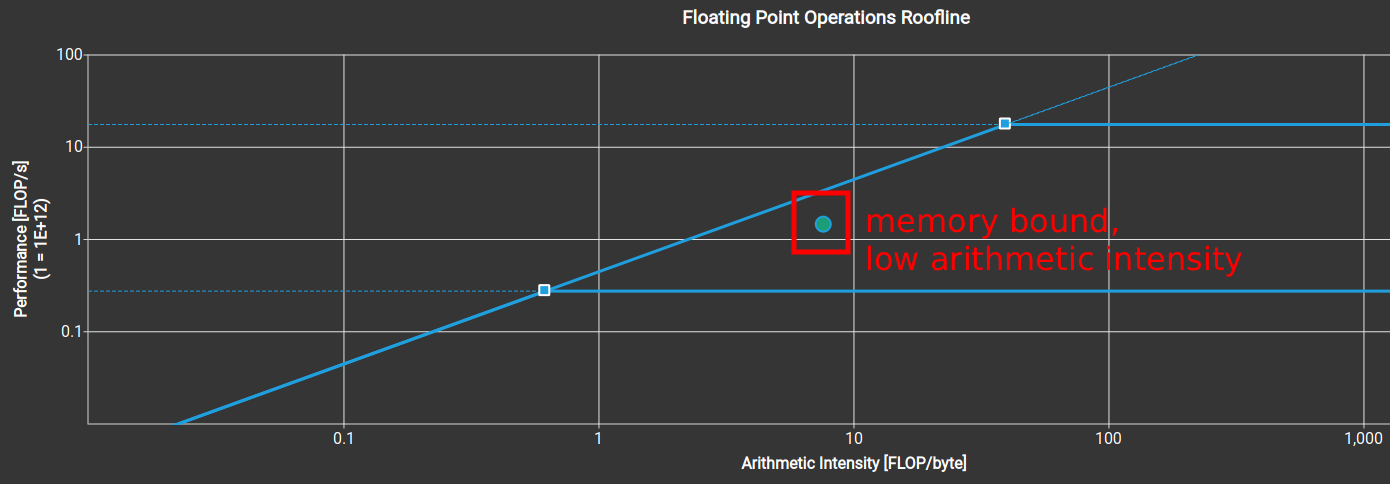 Floating Point Operations Roofline
Performance [FLOP/s]
(1 = 1E+12)
100
10
1
0.1
memory bound,
low arithmetic intensity
0.1 1 10 100 1,000
Arithmetic Intensity [FLOP/byte]